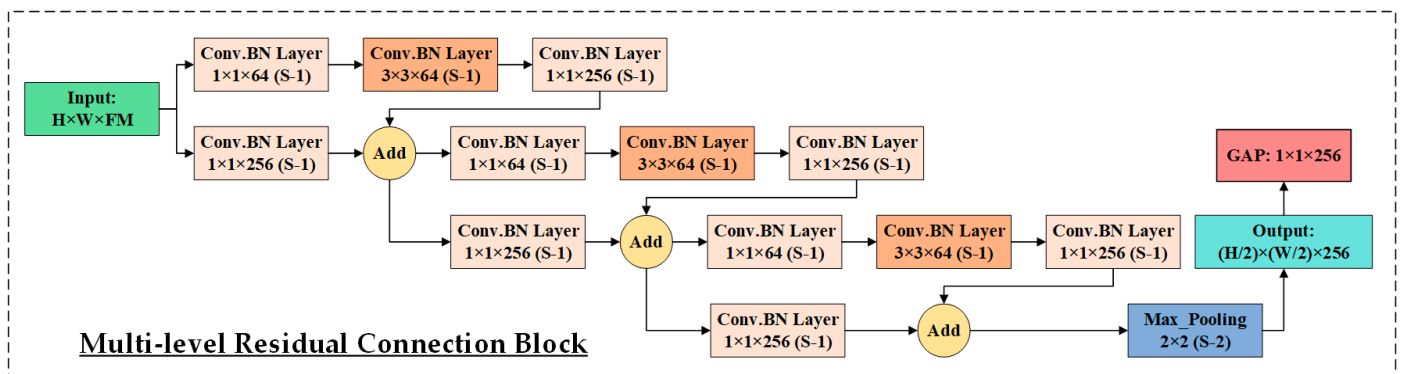 Conv.BN Layer
1×1×64 (S-1)
Conv.BN Layer
3×3×64 (S-1)
Conv.BN Layer
1×1×256 (S-1)
Input:
H×W×FM
Conv.BN Layer
1×1×256 (S-1)
Add
Conv.BN Layer
1×1×64 (S-1)
Conv.BN Layer
3×3×64 (S-1)
Conv.BN Layer
1×1×256 (S-1)
GAP: 1×1×256
Conv.BN Layer
1×1×256 (S-1)
Add
Conv.BN Layer
1×1×64 (S-1)
Conv.BN Layer
3×3×64 (S-1)
Conv.BN Layer
1×1×256 (S-1)
Output:
(H/2)×(W/2)×256
Conv.BN Layer
1×1×256 (S-1)
Add
Max_Pooling
2×2 (S-2)
Multi-level Residual Connection Block